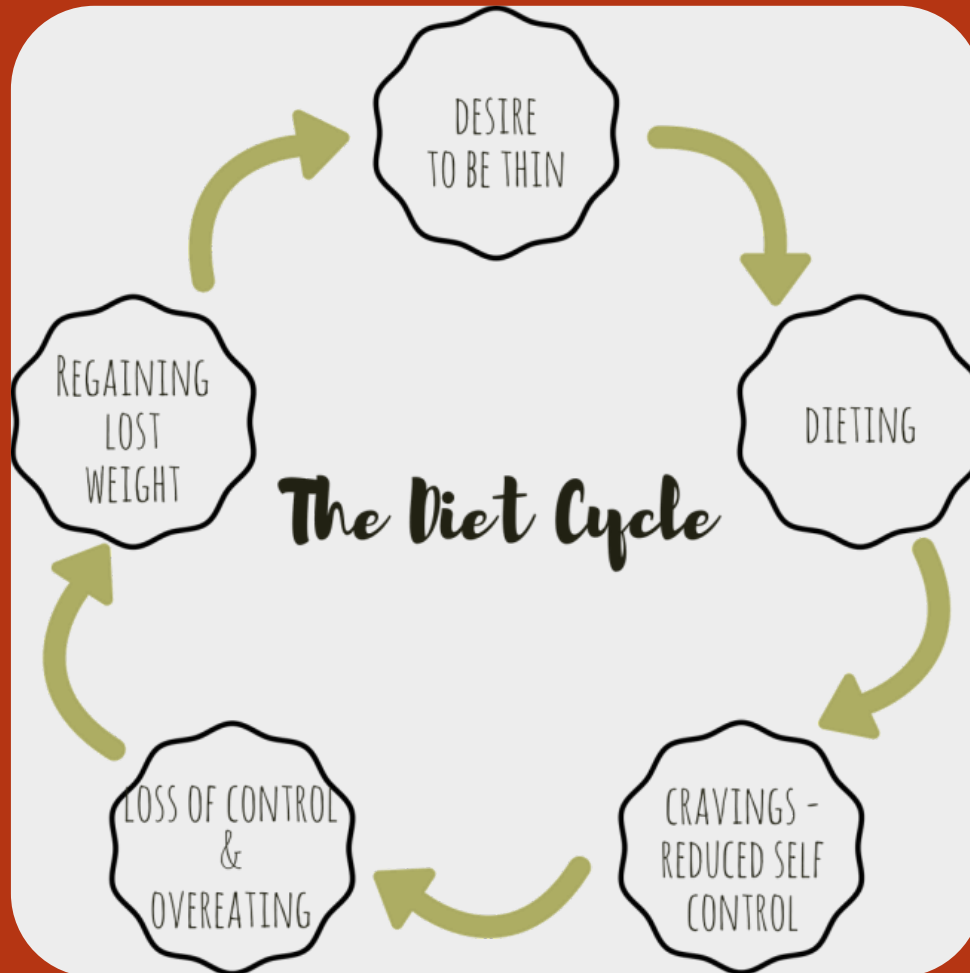 DESIRE
TO BE THIN
DIETING
CRAVINGS -
REDUCED SELF
CONTROL
LOSS OF CONTROL
&
OVEREATING
REGAINING
LOST
WEIGHT
The Diet Cycle